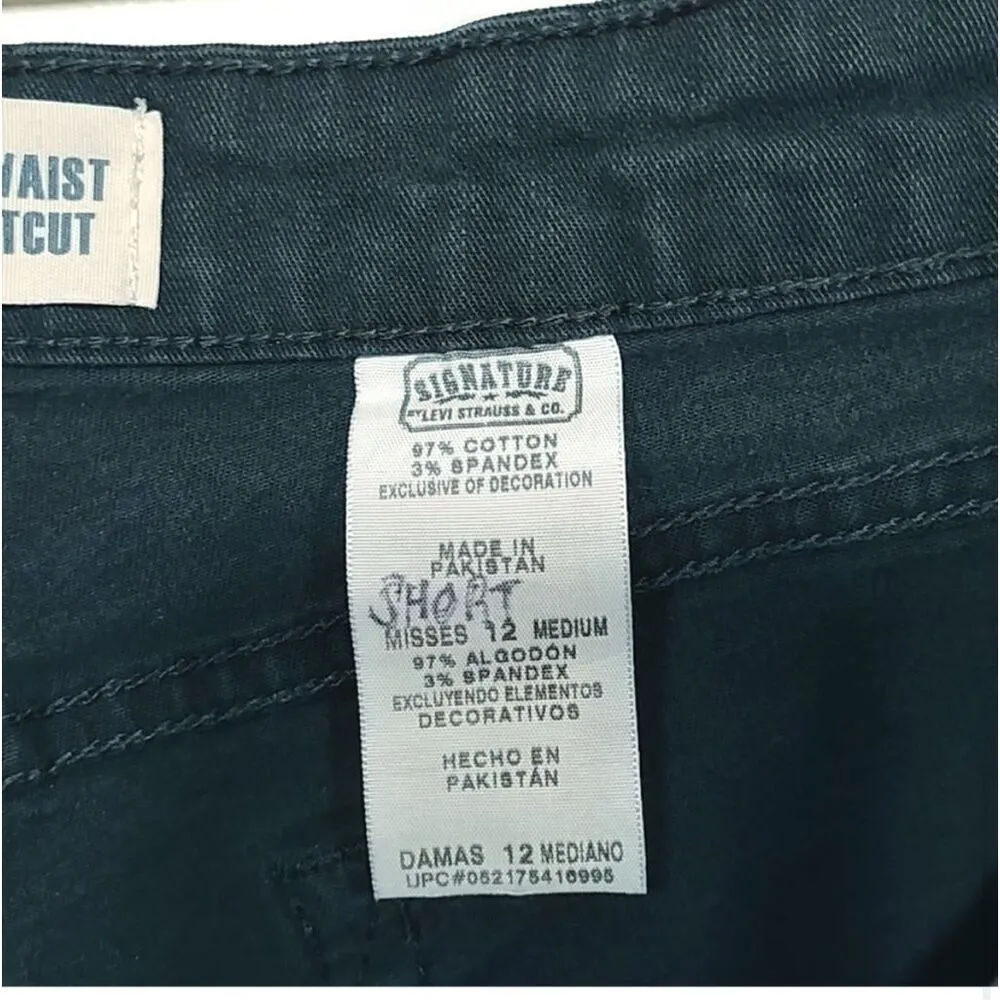 WAIST
TCUT
SIGNATURE
BY LEVI STRAUSS & CO.
97% COTTON
3% SPANDEX
EXCLUSIVE OF DECORATION
MADE IN
PAKISTAN
SHORT
MISSES 12 MEDIUM
97% ALGODÓN
3% SPANDEX
EXCLUYENDO ELEMENTOS
DECORATIVOS
HECHO EN
PAKISTÁN
DAMAS 12 MEDIANO
UPC#052175416995